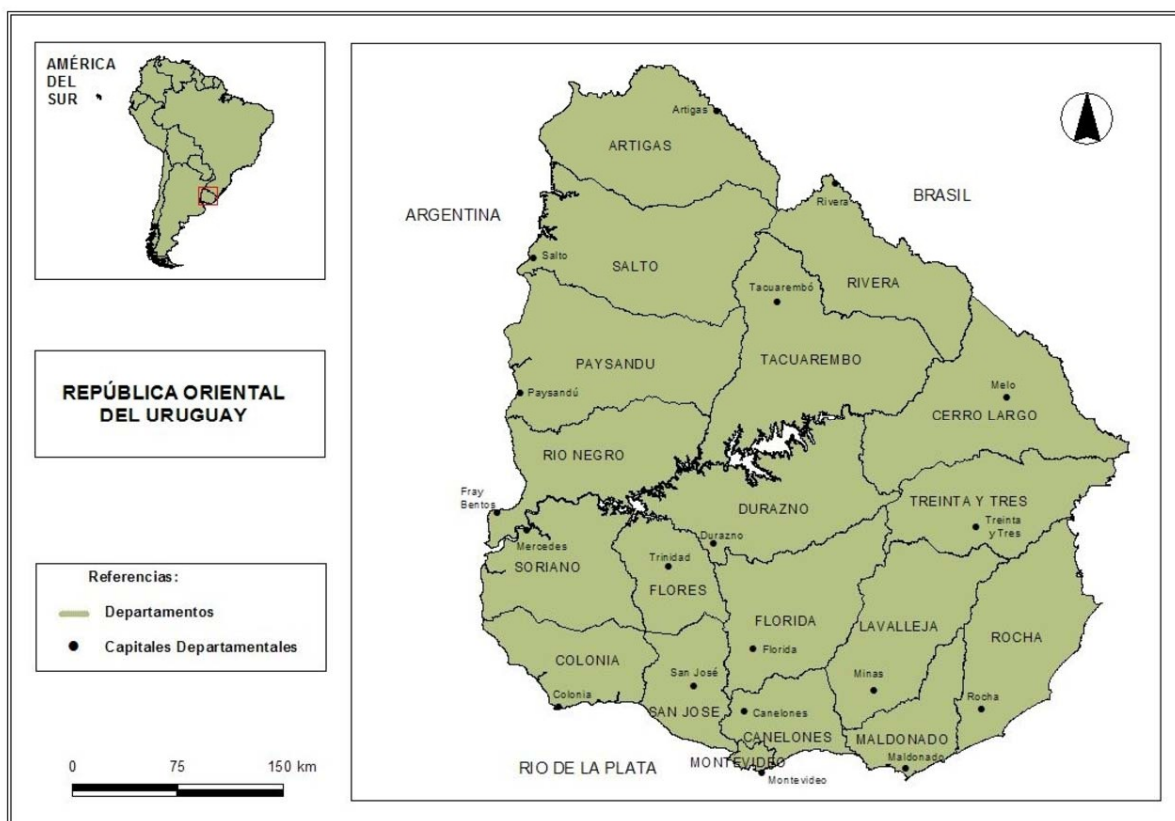 AMÉRICA
DEL
SUR
REPÚBLICA ORIENTAL
DEL URUGUAY
Referencias:
Departamentos
Capitales Departamentales
0 75 150 km
Artigas
ARTIGAS
BRASIL
ARGENTINA
Rivera
Salto
SALTO
RIVERA
Tacuarembó
PAYSANDU
TACUAREMBO
Paysandú
Melo
CERRO LARGO
RIO NEGRO
Fray
Bentos
DURAZNO
TREINTA Y TRES
Treinta
y Tres
Durazno
Mercedes
Trinidad
SORIANO
FLORES
FLORIDA
LAVALLEJA
ROCHA
Florida
COLONIA
San José
Minas
Colonia
Rocha
SAN JOSE
Canelones
CANELONES
MALDONADO
Maldonado
MONTEVIDEO
Montevideo
RIO DE LA PLATA